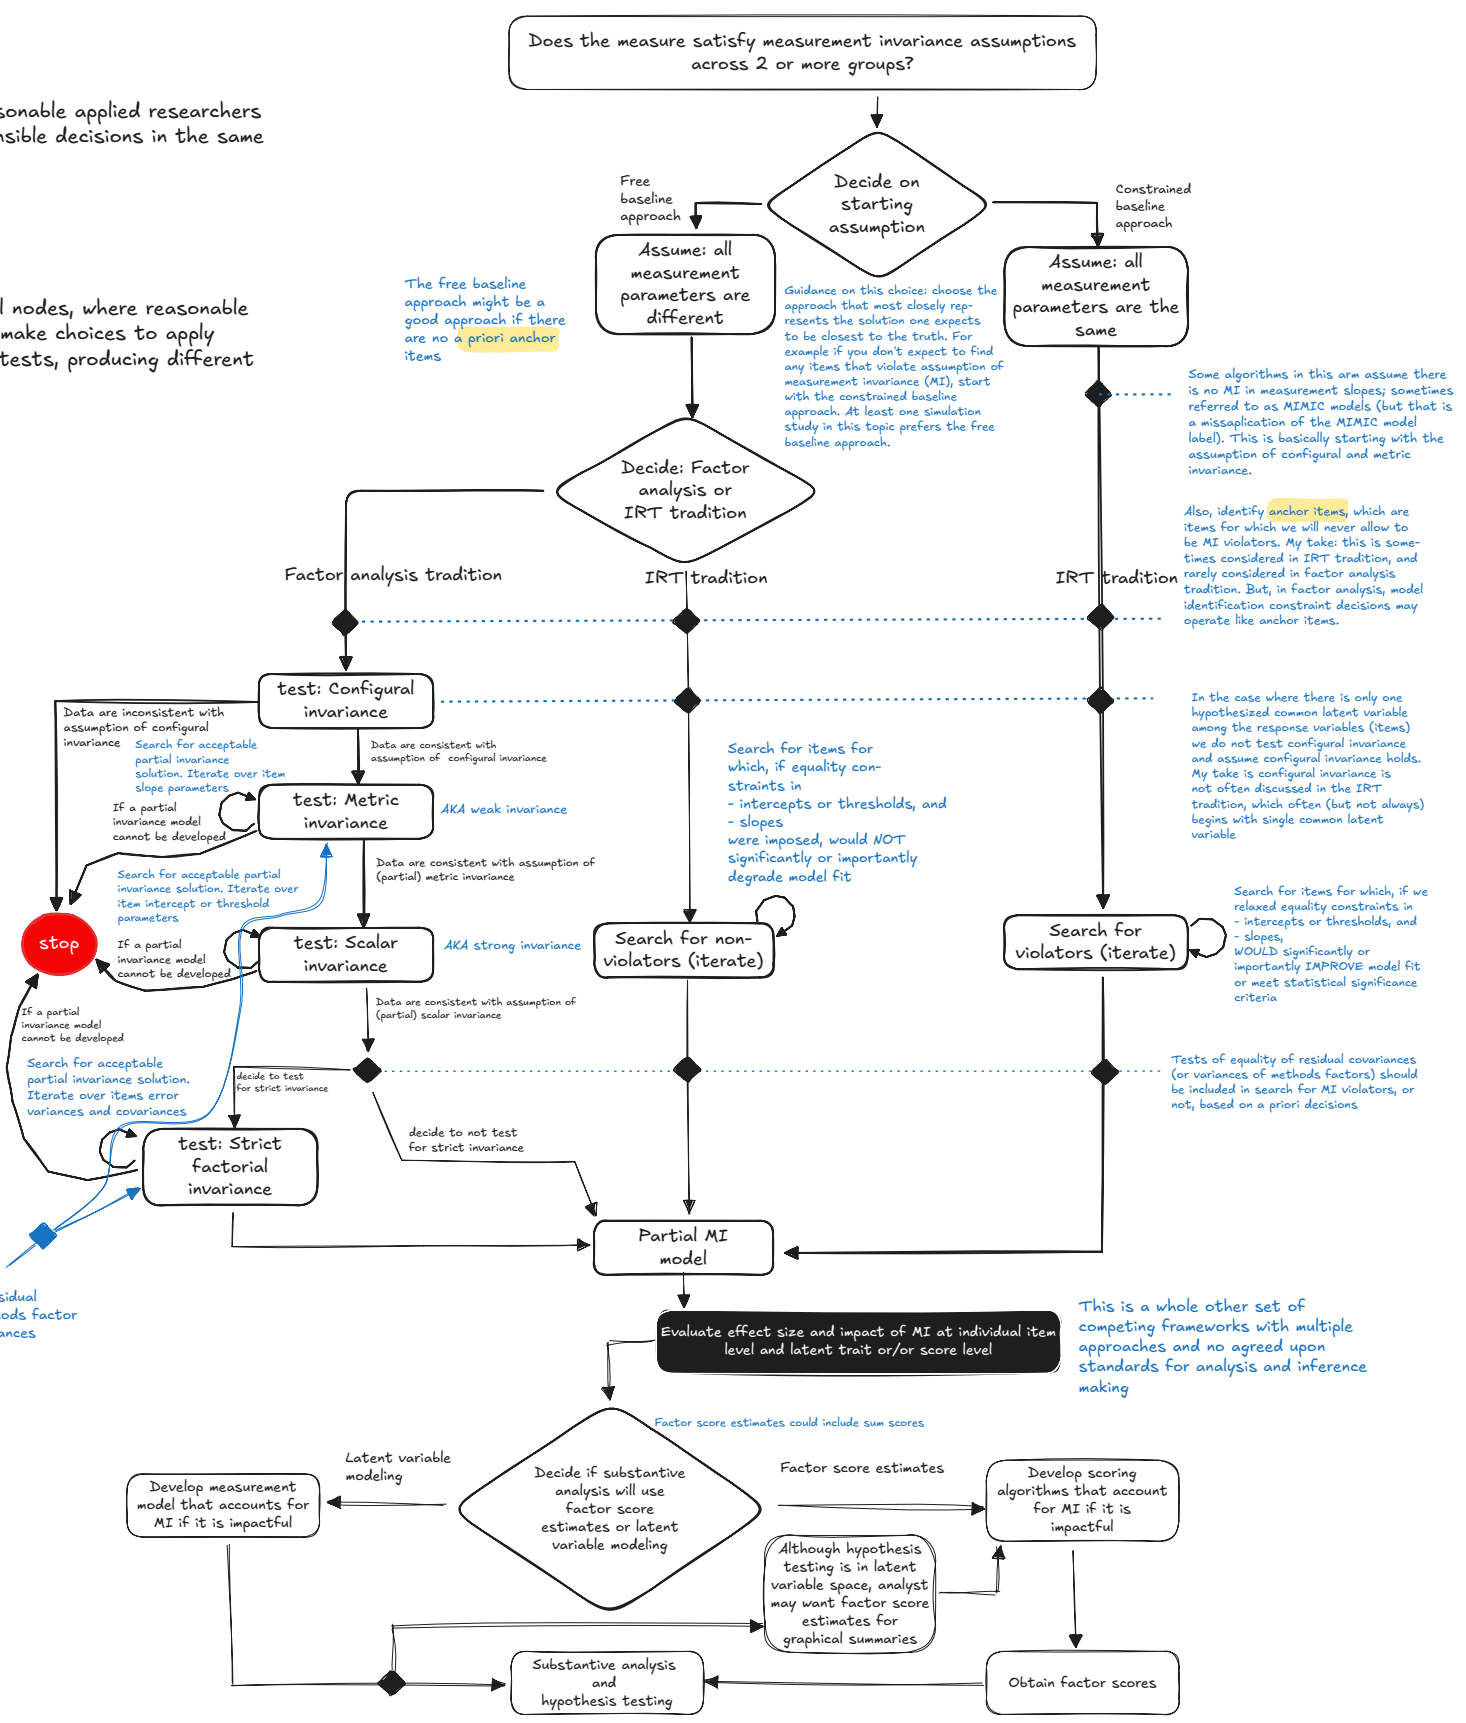 Does the measure satisfy measurement invariance assumptions
across 2 or more groups?
sonable applied researchers
nsible decisions in the same
Decide on
starting
assumption
Free
baseline
approach
Constrained
baseline
approach
Assume: all
measurement
parameters are
different
Assume: all
measurement
parameters are the
same
l nodes, where reasonable
make choices to apply
tests, producing different
The free baseline
approach might be a
good approach if there
are no a priori anchor
items
Guidance on this choice: choose the
approach that most closely rep-
resents the solution one expects
to be closest to the truth. For
example if you don't expect to find
any items that violate assumption of
measurement invariance (MI), start
with the constrained baseline
approach. At least one simulation
study in this topic prefers the free
baseline approach.
Some algorithms in this arm assume there
is no MI in measurement slopes; sometimes
referred to as MIMIC models (but that is
a missaplication of the MIMIC model
label). This is basically starting with the
assumption of configural and metric
invariance.
Decide: Factor
analysis or
IRT tradition
Also, identify anchor items, which are
items for which we will never allow to
be MI violators. My take: this is some-
times considered in IRT tradition, and
rarely considered in factor analysis
tradition. But, in factor analysis, model
identification constraint decisions may
operate like anchor items.
Factor analysis tradition
IRT tradition
IRT tradition
test: Configural
invariance
In the case where there is only one
hypothesized common latent variable
among the response variables (items)
we do not test configural invariance
and assume configural invariance holds.
My take is configural invariance is
not often discussed in the IRT
tradition, which often (but not always)
begins with single common latent
variable
Data are inconsistent with
assumption of configural
invariance
Search for acceptable
partial invariance
solution. Iterate over item
slope parameters
Data are consistent with
assumption of configural invariance
Search for items for
which, if equality con-
straints in
- intercepts or thresholds, and
- slopes
were imposed, would NOT
significantly or importantly
degrade model fit
If a partial
invariance model
cannot be developed
test: Metric
invariance
AKA weak invariance
Data are consistent with assumption of
(partial) metric invariance
Search for acceptable partial
invariance solution. Iterate over
item intercept or threshold
parameters
stop
If a partial
invariance model
cannot be developed
test: Scalar
invariance
AKA strong invariance
Search for non-
violators (iterate)
Search for
violators (iterate)
Search for items for which, if we
relaxed equality constraints in
- intercepts or thresholds, and
- slopes,
WOULD significantly or
importantly IMPROVE model fit
or meet statistical significance
criteria
Data are consistent with assumption of
(partial) scalar invariance
If a partial
invariance model
cannot be developed
Search for acceptable
partial invariance solution.
Iterate over items error
variances and covariances
decide to test
for strict invariance
Tests of equality of residual covariances
(or variances of methods factors) should
be included in search for MI violators, or
not, based on a priori decisions
decide to not test
for strict invariance
test: Strict
factorial
invariance
Partial MI
model
sidual
ods factor
ances
Evaluate effect size and impact of MI at individual item
level and latent trait or/or score level
This is a whole other set of
competing frameworks with multiple
approaches and no agreed upon
standards for analysis and inference
making
Factor score estimates could include sum scores
Latent variable
modeling
Factor score estimates
Develop measurement
model that accounts for
MI if it is impactful
Decide if substantive
analysis will use
factor score
estimates or latent
variable modeling
Develop scoring
algorithms that account
for MI if it is
impactful
Although hypothesis
testing is in latent
variable space, analyst
may want factor score
estimates for
graphical summaries
Substantive analysis
and
hypothesis testing
Obtain factor scores